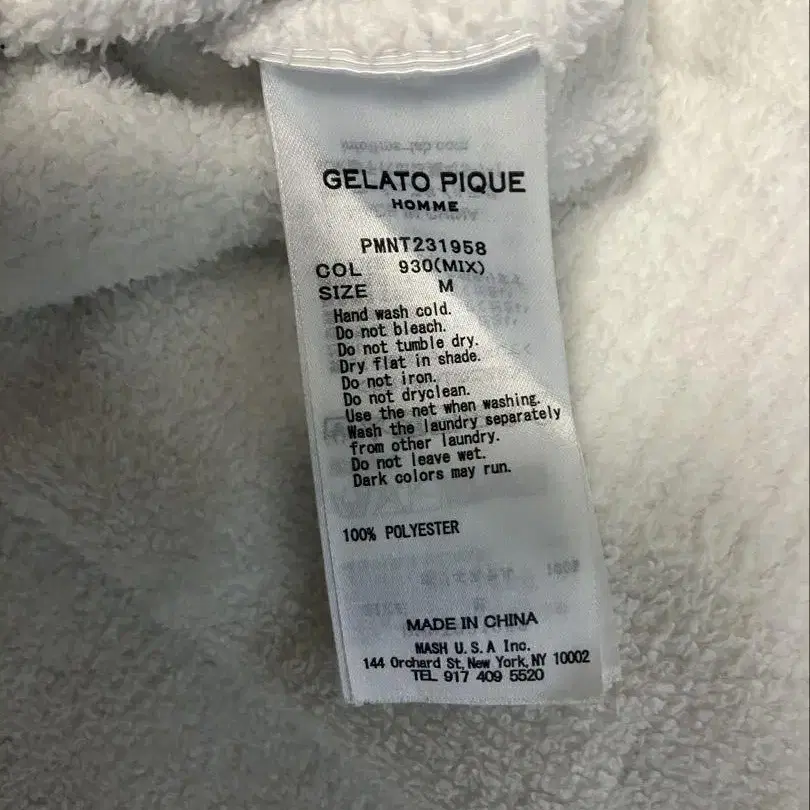 GELATO PIQUE
HOMME
PMNT231958
COL 930(MIX)
SIZE M
Hand wash cold.
Do not bleach.
Do not tumble dry.
Dry flat in shade.
Do not iron.
Do not dryclean.
Use the net when washing.
Wash the laundry separately
from other laundry.
Do not leave wet.
Dark colors may run.
100% POLYESTER
MADE IN CHINA
MASH U.S.A Inc.
144 Orchard St, New York, NY 10002
TEL 917 409 5520